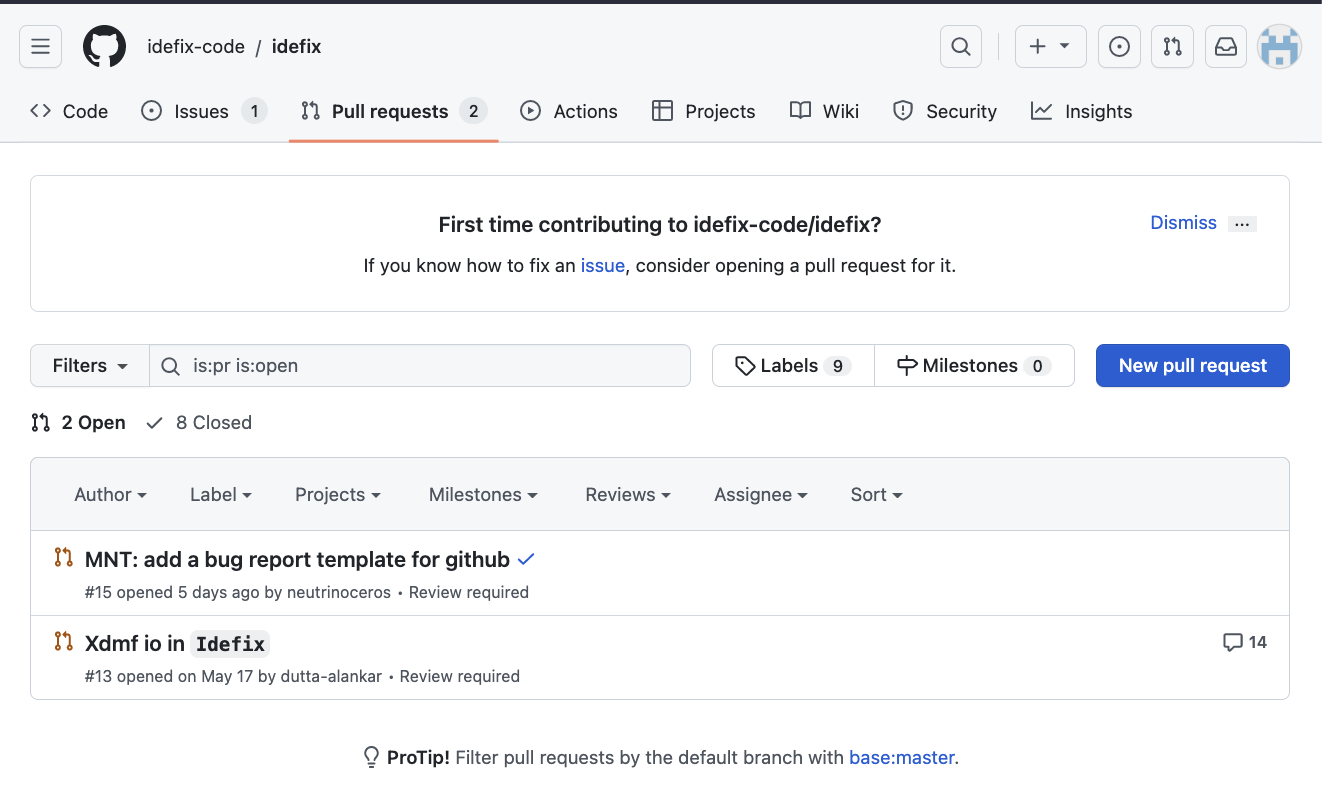 idefix-code / idefix
Code Issues 1 Pull requests 2 Actions Projects Wiki Security Insights
First time contributing to idefix-code/idefix?
Dismiss ...
If you know how to fix an issue, consider opening a pull request for it.
Filters is:pr is:open Labels 9 Milestones 0 New pull request
2 Open 8 Closed
Author Label Projects Milestones Reviews Assignee Sort
MNT: add a bug report template for github
#15 opened 5 days ago by neutrinoceros • Review required
Xdmf io in Idefix 14
#13 opened on May 17 by dutta-alankar • Review required
ProTip! Filter pull requests by the default branch with base:master.